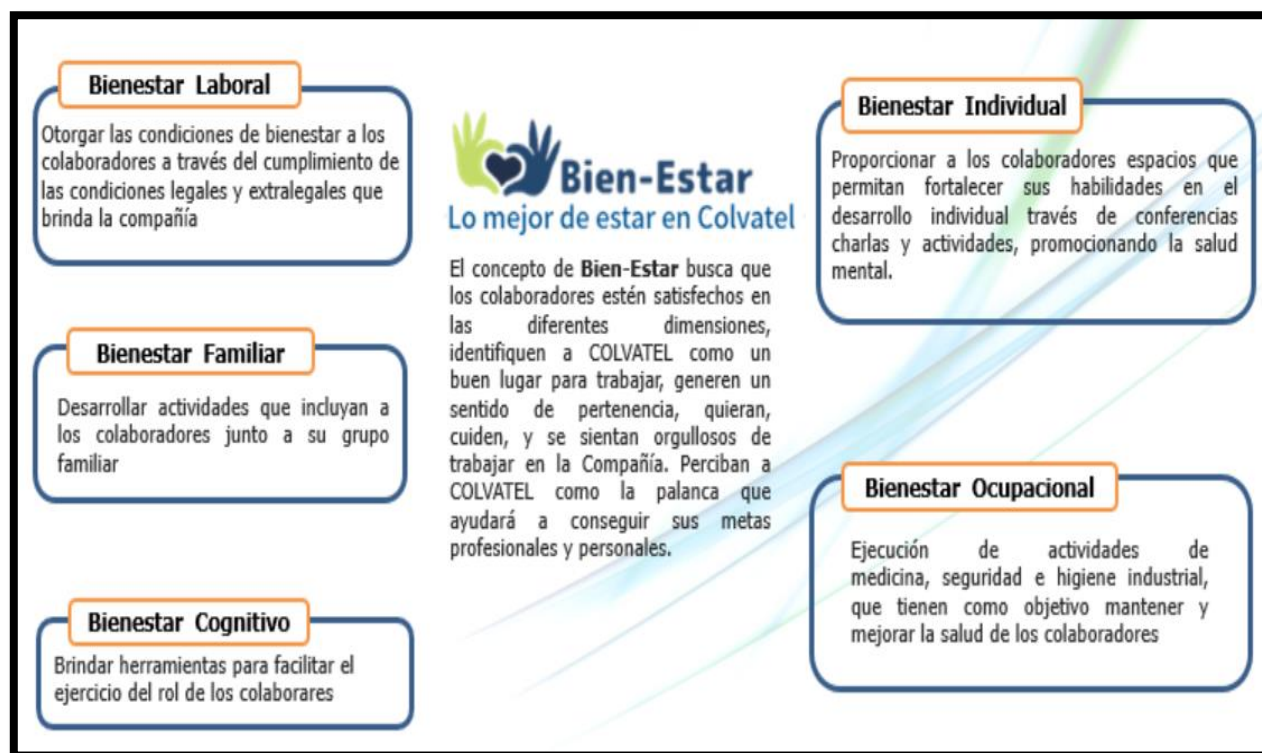 Bienestar Laboral
Otorgar las condiciones de bienestar a los
colaboradores a través del cumplimiento de
las condiciones legales y extralegales que
brinda la compañía
Bienestar Familiar
Desarrollar actividades que incluyan a
los colaboradores junto a su grupo
familiar
Bienestar Cognitivo
Brindar herramientas para facilitar el
ejercicio del rol de los colaborares
Bien-Estar
Lo mejor de estar en Colvatel
El concepto de Bien-Estar busca que
los colaboradores estén satisfechos en
las diferentes dimensiones,
identifiquen a COLVATEL como un
buen lugar para trabajar, generen un
sentido de pertenencia, quieran,
cuiden, y se sientan orgullosos de
trabajar en la Compañía. Perciban a
COLVATEL como la palanca que
ayudará a conseguir sus metas
profesionales y personales.
Bienestar Individual
Proporcionar a los colaboradores espacios que
permitan fortalecer sus habilidades en el
desarrollo individual través de conferencias
charlas y actividades, promocionando la salud
mental.
Bienestar Ocupacional
Ejecución de actividades de
medicina, seguridad e higiene industrial,
que tienen como objetivo mantener y
mejorar la salud de los colaboradores